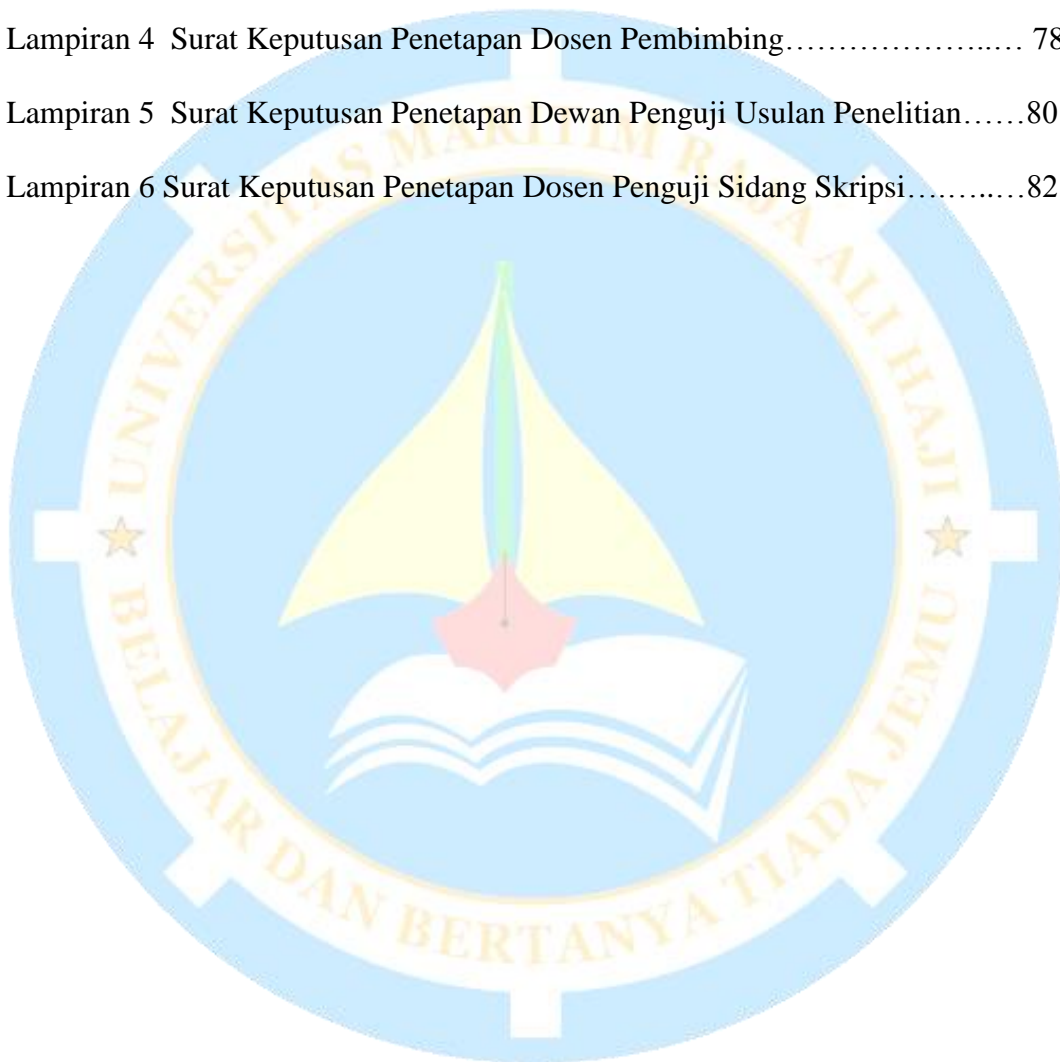 Lampiran 4  Surat Keputusan Penetapan Dosen Pembimbing………………..… 78
Lampiran 5  Surat Keputusan Penetapan Dewan Penguji Usulan Penelitian……80
Lampiran 6 Surat Keputusan Penetapan Dosen Penguji Sidang Skripsi….…..…82
UNIVERSITAS MARITIM RAJA ALI HAJI
BELAJAR DAN BERTANYA TIADA JEMU